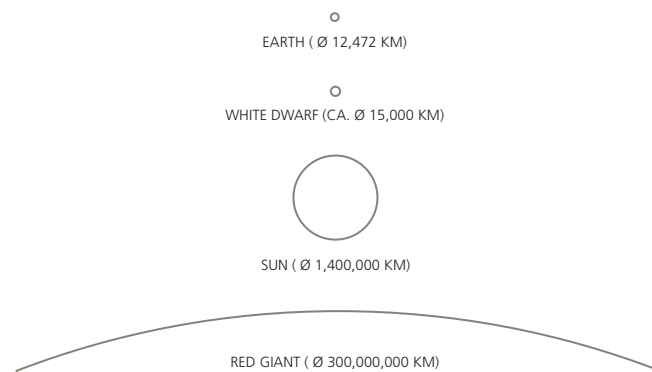 EARTH ( Ø 12,472 KM)
WHITE DWARF (CA. Ø 15,000 KM)
SUN ( Ø 1,400,000 KM)
RED GIANT ( Ø 300,000,000 KM)